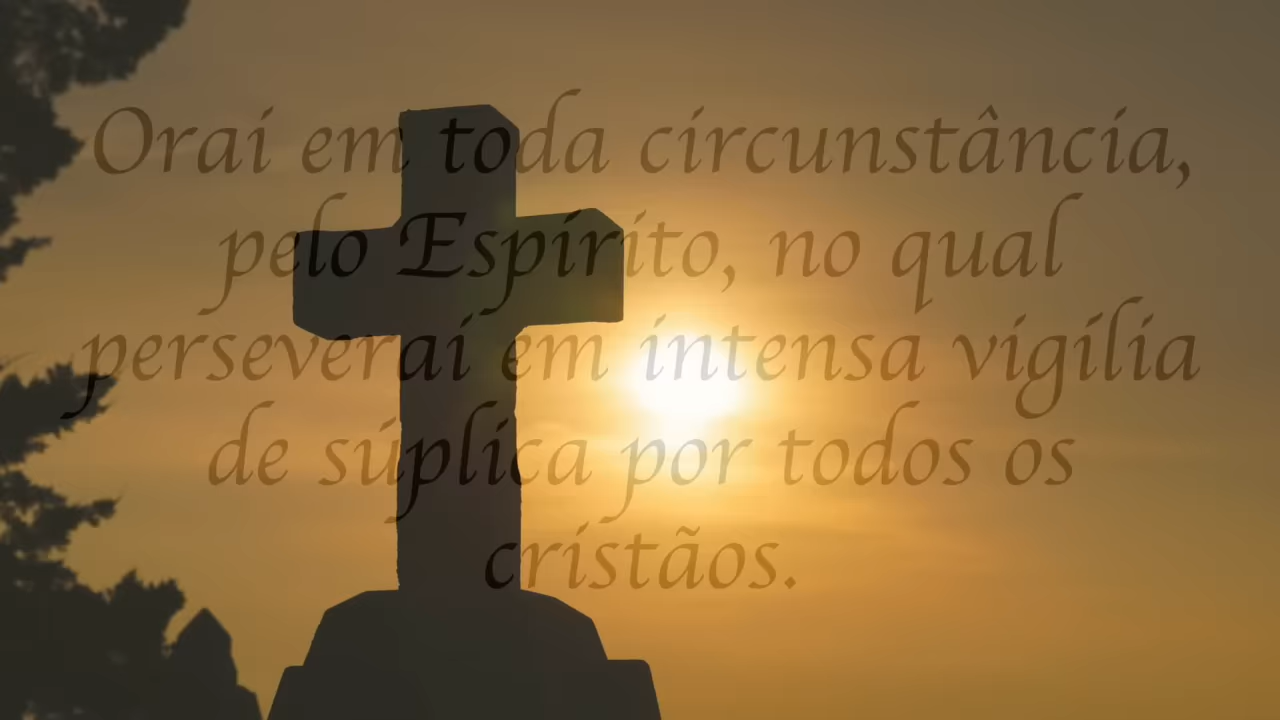 Orai em toda circunstância,
pelo Espírito, no qual
perseverai em intensa vigília
de súplica por todos os
cristãos.